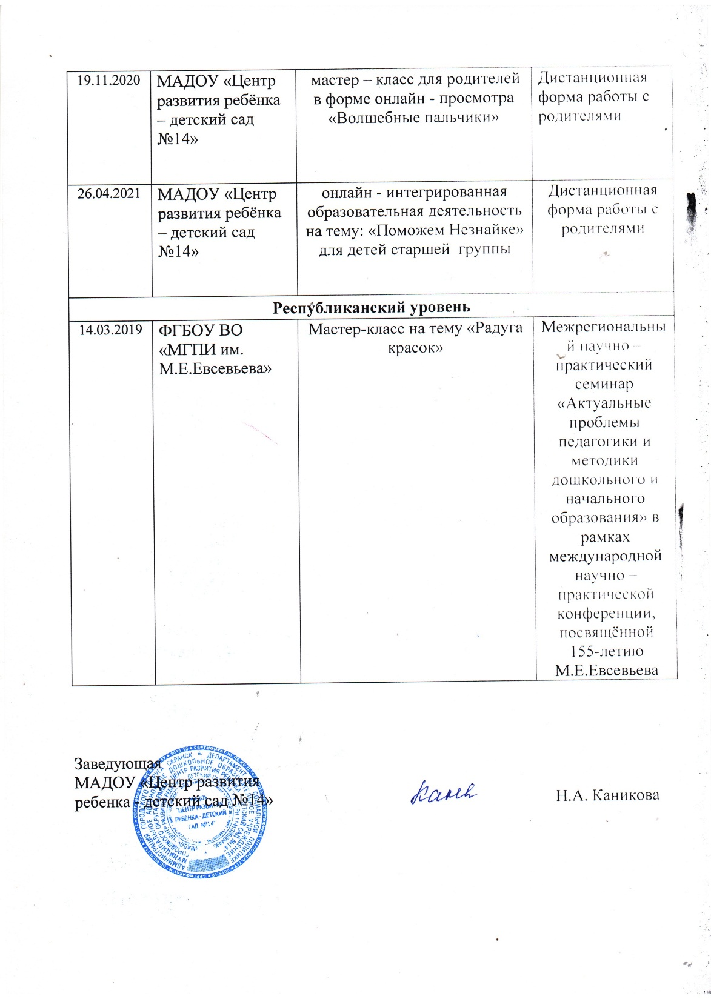 19.11.2020
МАДОУ «Центр
развития ребёнка
– детский сад
№14»
мастер – класс для родителей
в форме онлайн - просмотра
«Волшебные пальчики»
Дистанционная
форма работы с
родителями
26.04.2021
МАДОУ «Центр
развития ребёнка
– детский сад
№14»
онлайн - интегрированная
образовательная деятельность
на тему: «Поможем Незнайке»
для детей старшей группы
Дистанционная
форма работы с
родителями
Республиканский уровень
14.03.2019
ФГБОУ ВО
«МГПИ им.
М.Е.Евсевьева»
Мастер-класс на тему «Радуга
красок»
Межрегиональны
й научно –
практический
семинар
«Актуальные
проблемы
педагогики и
методики
дошкольного и
начального
образования» в
рамках
международной
научно –
практической
конференции,
посвящённой
155-летию
М.Е.Евсевьева
Заведующая
МАДОУ «Центр развития
ребенка - детский сад №14»
Н.А. Каникова
"ЦЕНТР РАЗВИТИЯ
РЕБЕНКА - ДЕТСКИЙ
САД №14"